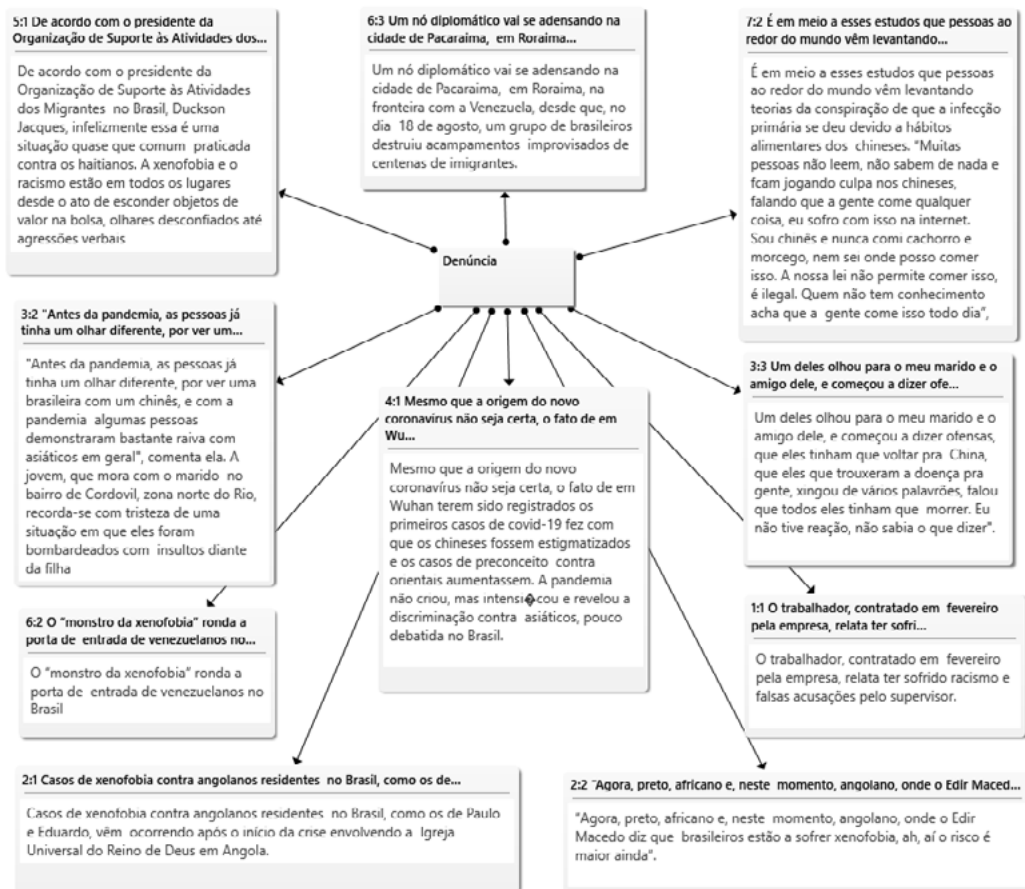 5:1 De acordo com o presidente da
Organização de Suporte às Atividades dos...
De acordo com o presidente da
Organização de Suporte às Atividades
dos Migrantes no Brasil, Duckson
Jacques, infelizmente essa é uma
situação quase que comum praticada
contra os haitianos. A xenofobia e o
racismo estão em todos os lugares
desde o ato de esconder objetos de
valor na bolsa, olhares desconfiados até
agressões verbais
6:3 Um nó diplomático vai se adensando na
cidade de Pacaraima, em Roraima...
Um nó diplomático vai se adensando na
cidade de Pacaraima, em Roraima, na
fronteira com a Venezuela, desde que, no
dia 18 de agosto, um grupo de brasileiros
destruiu acampamentos improvisados de
centenas de imigrantes.
7:2 É em meio a esses estudos que pessoas ao
redor do mundo vêm levantando...
É em meio a esses estudos que pessoas
ao redor do mundo vêm levantando
teorias da conspiração de que a infecção
primária se deu devido a hábitos
alimentares dos chineses. "Muitas
pessoas não leem, não sabem de nada e
fcam jogando culpa nos chineses,
falando que a gente come qualquer
coisa, eu sofro com isso na internet.
Sou chinês e nunca comi cachorro e
morcego, nem sei onde posso comer
isso. A nossa lei não permite comer isso,
é ilegal. Quem não tem conhecimento
acha que a gente come isso todo dia",
Denúncia
3:2 "Antes da pandemia, as pessoas já
tinha um olhar diferente, por ver um...
"Antes da pandemia, as pessoas já
tinha um olhar diferente, por ver uma
brasileira com um chinês, e com a
pandemia algumas pessoas
demonstraram bastante raiva com
asiáticos em geral", comenta ela. A
jovem, que mora com o marido no
bairro de Cordovil, zona norte do Rio,
recorda-se com tristeza de uma
situação em que eles foram
bombardeados com insultos diante
da filha
4:1 Mesmo que a origem do novo
coronavírus não seja certa, o fato de em
Wu...
Mesmo que a origem do novo
coronavírus não seja certa, o fato de em
Wuhan terem sido registrados os
primeiros casos de covid-19 fez com
que os chineses fossem estigmatizados
e os casos de preconceito contra
orientais aumentassem. A pandemia
não criou, mas intensi�cou e revelou a
discriminação contra asiáticos, pouco
debatida no Brasil.
3:3 Um deles olhou para o meu marido e o
amigo dele, e começou a dizer ofe...
Um deles olhou para o meu marido e o
amigo dele, e começou a dizer ofensas,
que eles tinham que voltar pra China,
que eles que trouxeram a doença pra
gente, xingou de vários palavrões, falou
que todos eles tinham que morrer. Eu
não tive reação, não sabia o que dizer".
6:2 O "monstro da xenofobia" ronda a
porta de entrada de venezuelanos no...
O "monstro da xenofobia" ronda a
porta de entrada de venezuelanos no
Brasil
1:1 O trabalhador, contratado em fevereiro
pela empresa, relata ter sofri...
O trabalhador, contratado em fevereiro
pela empresa, relata ter sofrido racismo e
falsas acusações pelo supervisor.
2:1 Casos de xenofobia contra angolanos residentes no Brasil, como os de...
Casos de xenofobia contra angolanos residentes no Brasil, como os de Paulo
e Eduardo, vêm ocorrendo após o início da crise envolvendo a Igreja
Universal do Reino de Deus em Angola.
2:2 "Agora, preto, africano e, neste momento, angolano, onde o Edir Maced...
"Agora, preto, africano e, neste momento, angolano, onde o Edir
Macedo diz que brasileiros estão a sofrer xenofobia, ah, aí o risco é
maior ainda".